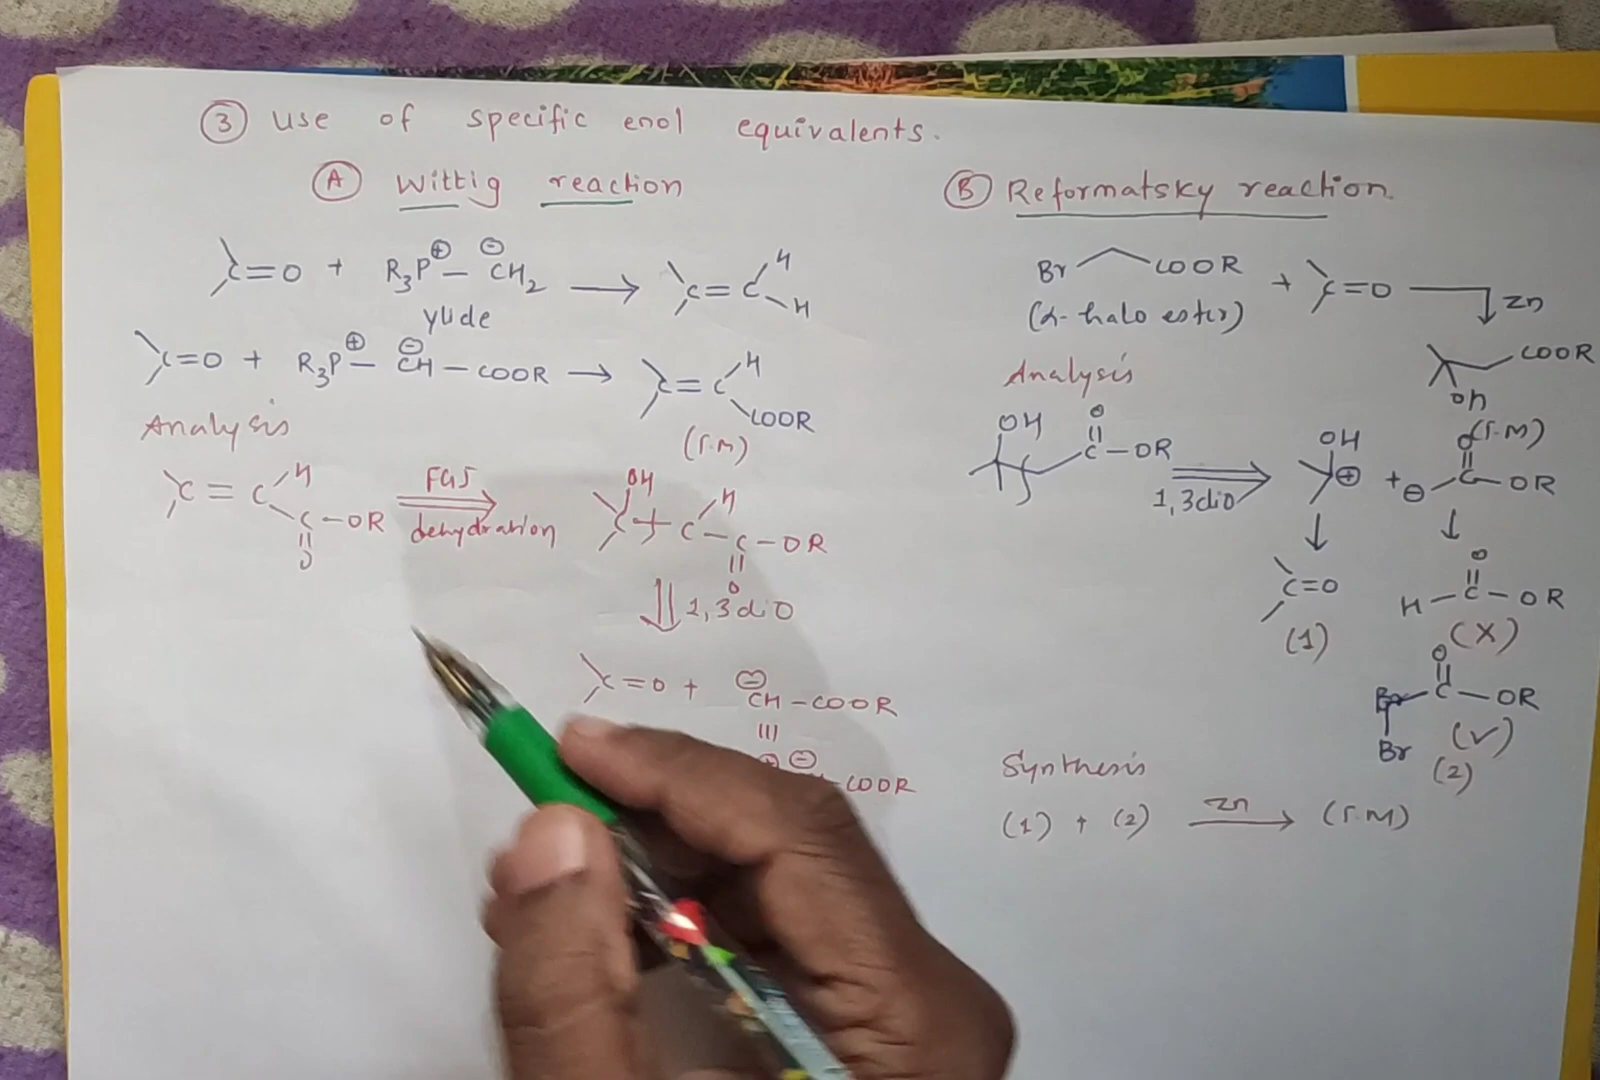 ③ Use of specific enol equivalents.
Ⓐ Wittig reaction
C=O + R₃P⊕ — ⊖CH₂ → C=C H H
ylide
C=O + R₃P⊕ — ⊖CH — COOR → C=C H COOR
(T.M)
Analysis
C=C H C—OR O ⇒ FGI dehydration OH C C H C—OR O
⇓ 1,3 diO
C=O + ⊖CH—COOR
≡
⊕ ⊖ COOR
Ⓑ Reformatsky reaction.
Br COOR + C=O → Zn
(α- halo ester)
COOR
OH
(T.M)
Analysis
OH O C—OR ⇒ 1,3 diO OH ⊕ + ⊖ O C—OR
↓ ↓
C=O H—C—OR O
(1) (X)
O C—OR
Br (✓)
(2)
Synthesis
(1) + (2) Zn → (T.M)